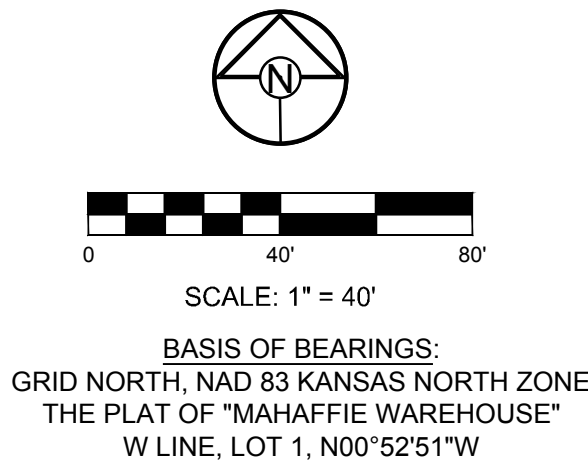 N
0 40' 80'
SCALE: 1" = 40'
BASIS OF BEARINGS:
GRID NORTH, NAD 83 KANSAS NORTH ZONE
THE PLAT OF "MAHAFFIE WAREHOUSE"
W LINE, LOT 1, N00°52'51"W